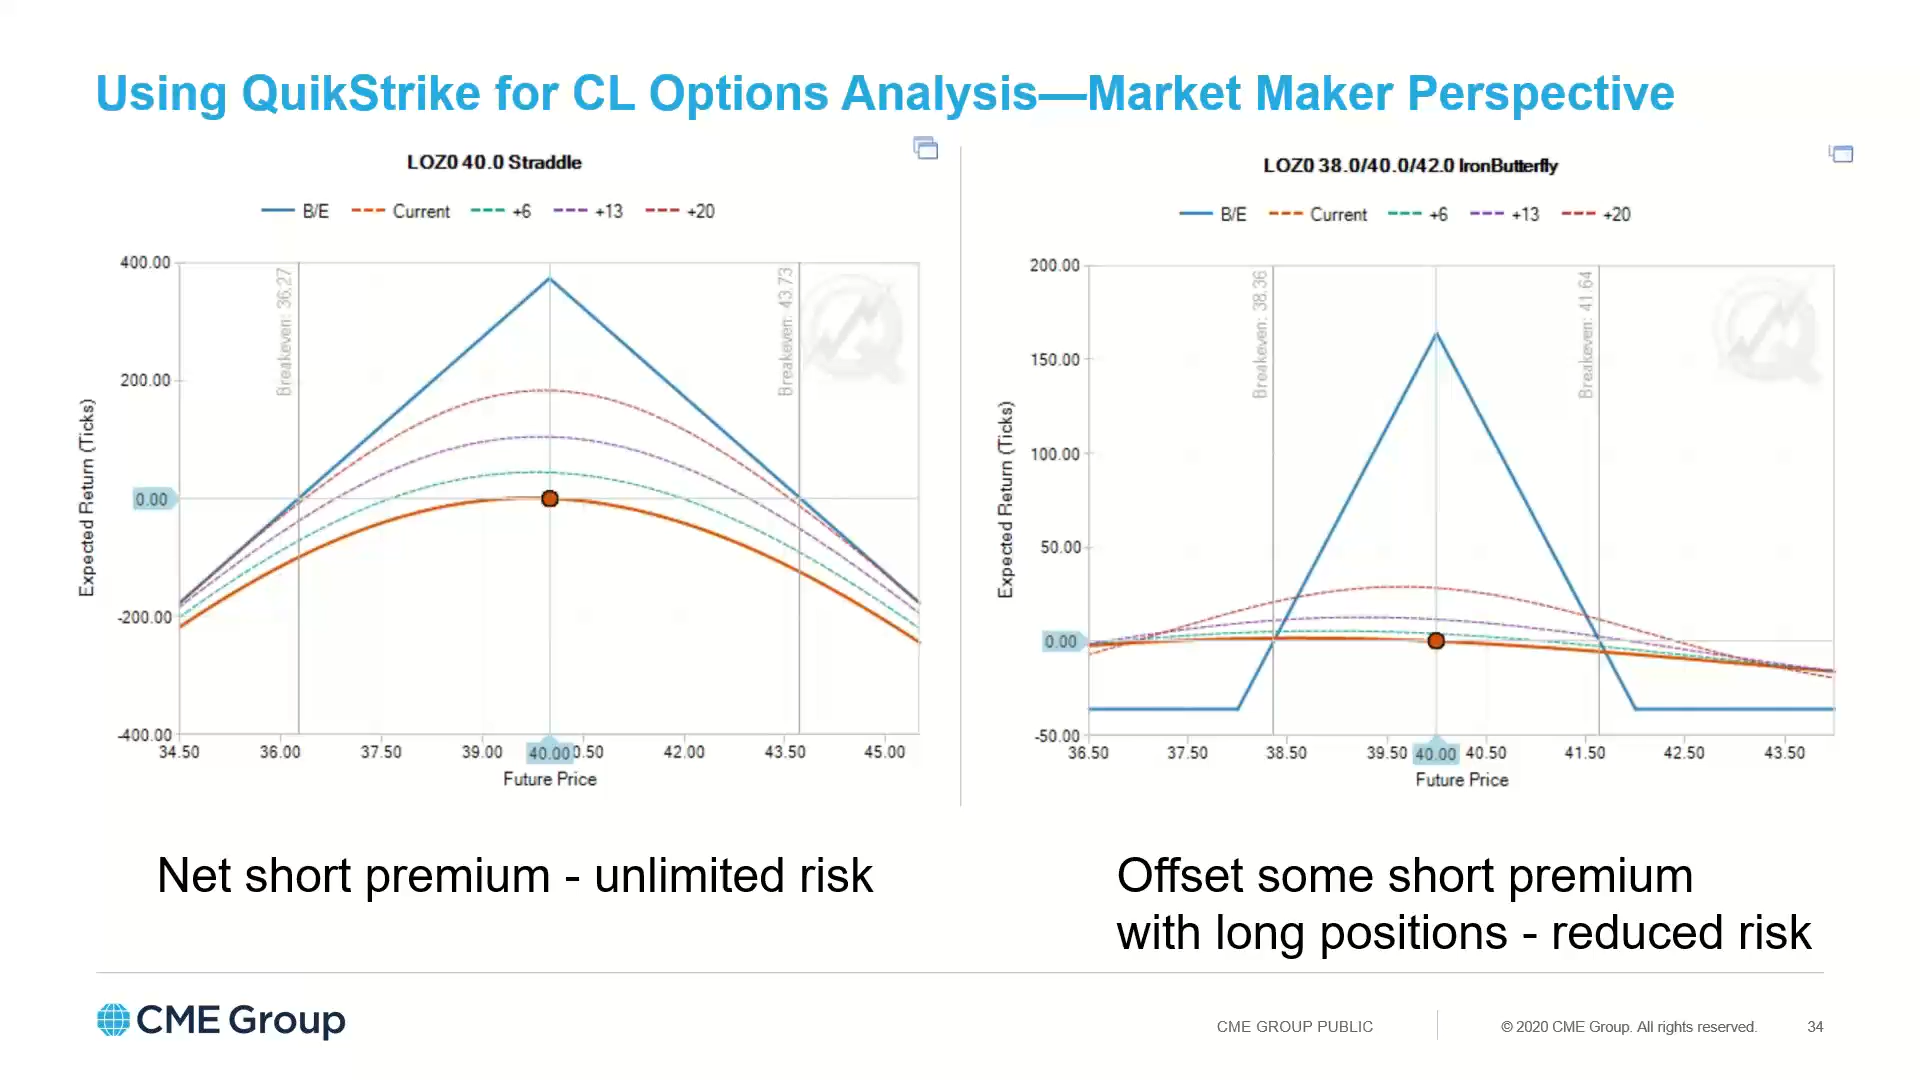 Using QuikStrike for CL Options Analysis—Market Maker Perspective
LOZ0 40.0 Straddle
B/E Current +6 +13 +20
400.00
200.00
0.00
-200.00
-400.00
Expected Return (Ticks)
Breakeven: 36.27
Breakeven: 43.73
34.50 36.00 37.50 39.00 40.00 0.50 42.00 43.50 45.00
Future Price
Net short premium - unlimited risk
LOZ0 38.0/40.0/42.0 IronButterfly
B/E Current +6 +13 +20
200.00
150.00
100.00
50.00
0.00
-50.00
Expected Return (Ticks)
Breakeven: 38.36
Breakeven: 41.64
36.50 37.50 38.50 39.50 40.00 40.50 41.50 42.50 43.50
Future Price
Offset some short premium
with long positions - reduced risk
CME Group
CME GROUP PUBLIC
© 2020 CME Group. All rights reserved.
34